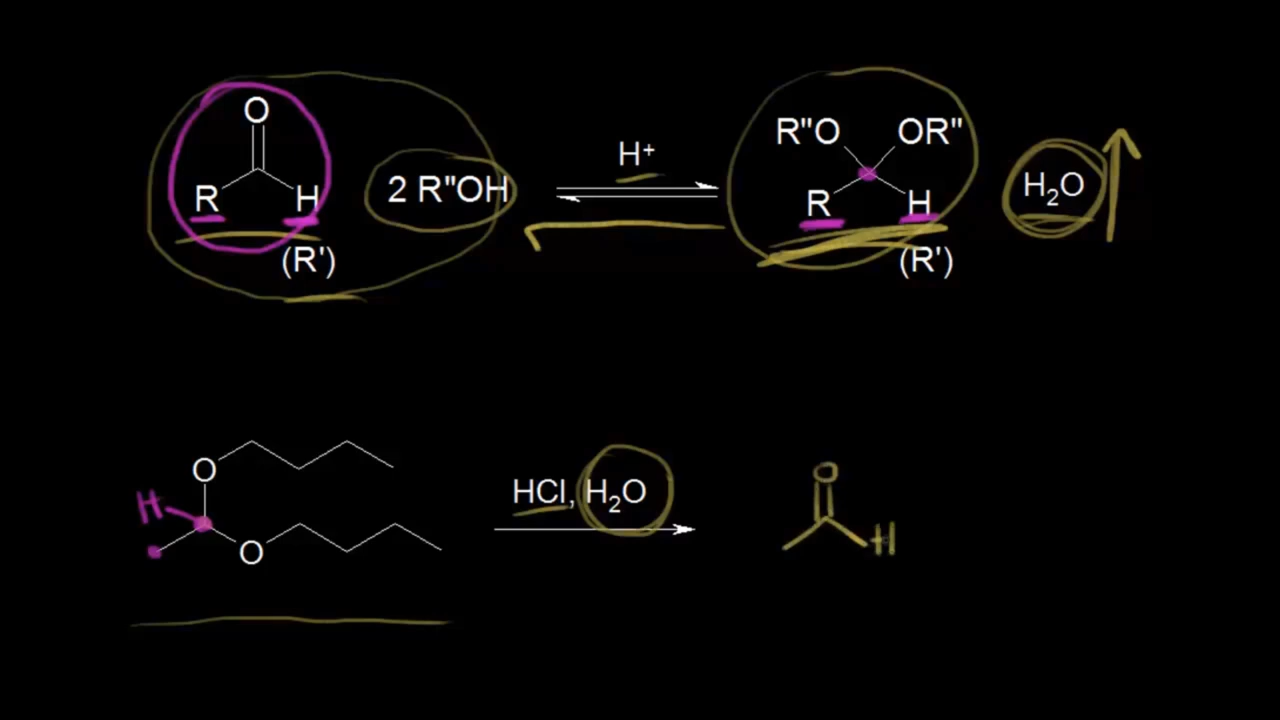 O R"O OR"
R H 2 R"OH H+ R H H₂O
(R') (R')
O HCl, H₂O O
H O H